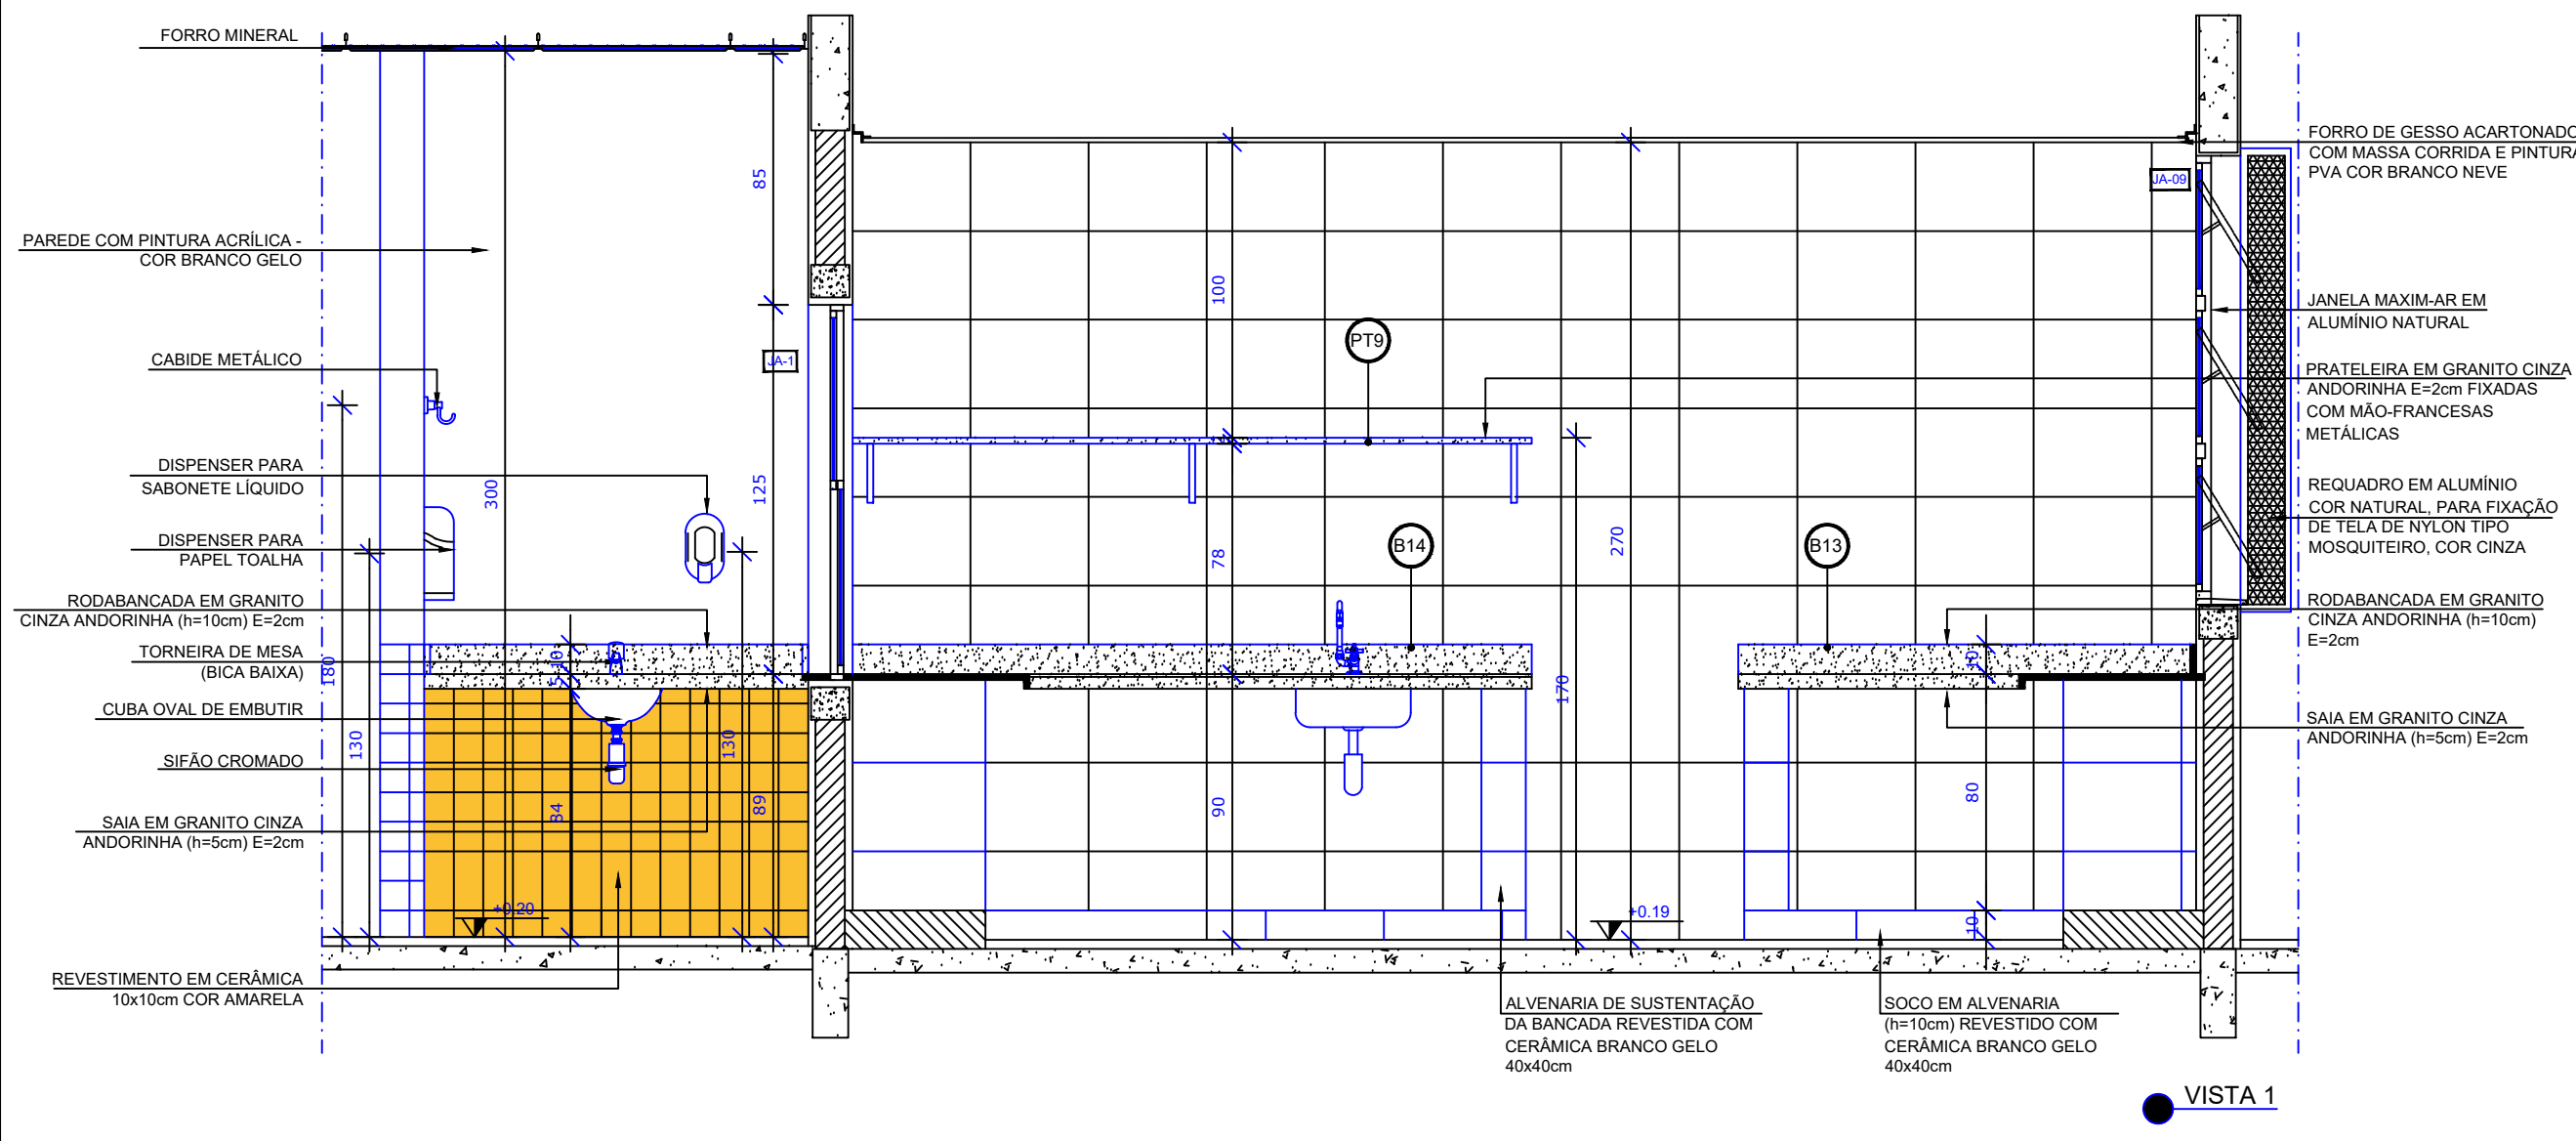 FORRO MINERAL
PAREDE COM PINTURA ACRÍLICA -
COR BRANCO GELO
CABIDE METÁLICO
DISPENSER PARA
SABONETE LÍQUIDO
DISPENSER PARA
PAPEL TOALHA
RODABANCADA EM GRANITO
CINZA ANDORINHA (h=10cm) E=2cm
TORNEIRA DE MESA
(BICA BAIXA)
CUBA OVAL DE EMBUTIR
SIFÃO CROMADO
SAIA EM GRANITO CINZA
ANDORINHA (h=5cm) E=2cm
REVESTIMENTO EM CERÂMICA
10x10cm COR AMARELA
180
130
300
10
5
84
130
85
125
89
JA-1
+0.20
100
78
90
PT9
B14
170
270
+0.19
B13
10
80
10
JA-09
ALVENARIA DE SUSTENTAÇÃO
DA BANCADA REVESTIDA COM
CERÂMICA BRANCO GELO
40x40cm
SOCO EM ALVENARIA
(h=10cm) REVESTIDO COM
CERÂMICA BRANCO GELO
40x40cm
FORRO DE GESSO ACARTONADO
COM MASSA CORRIDA E PINTURA
PVA COR BRANCO NEVE
JANELA MAXIM-AR EM
ALUMÍNIO NATURAL
PRATELEIRA EM GRANITO CINZA
ANDORINHA E=2cm FIXADAS
COM MÃO-FRANCESAS
METÁLICAS
REQUADRO EM ALUMÍNIO
COR NATURAL, PARA FIXAÇÃO
DE TELA DE NYLON TIPO
MOSQUITEIRO, COR CINZA
RODABANCADA EM GRANITO
CINZA ANDORINHA (h=10cm)
E=2cm
SAIA EM GRANITO CINZA
ANDORINHA (h=5cm) E=2cm
VISTA 1